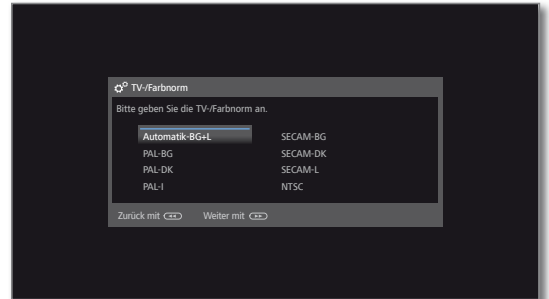 TV-/Farbnorm
Bitte geben Sie die TV-/Farbnorm an.
Automatik-BG+L SECAM-BG
PAL-BG SECAM-DK
PAL-DK SECAM-L
PAL-I NTSC
Zurück mit Weiter mit